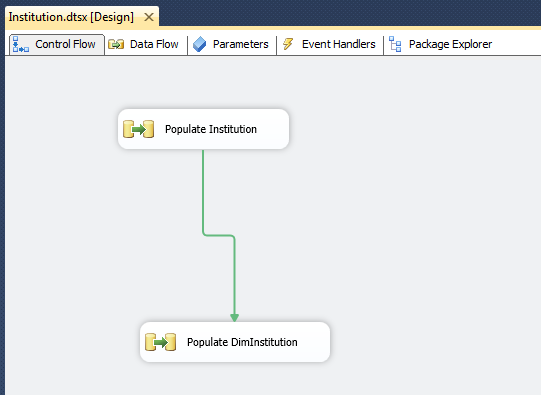 Institution.dtsx [Design]
Control Flow Data Flow Parameters Event Handlers Package Explorer
Populate Institution
Populate DimInstitution